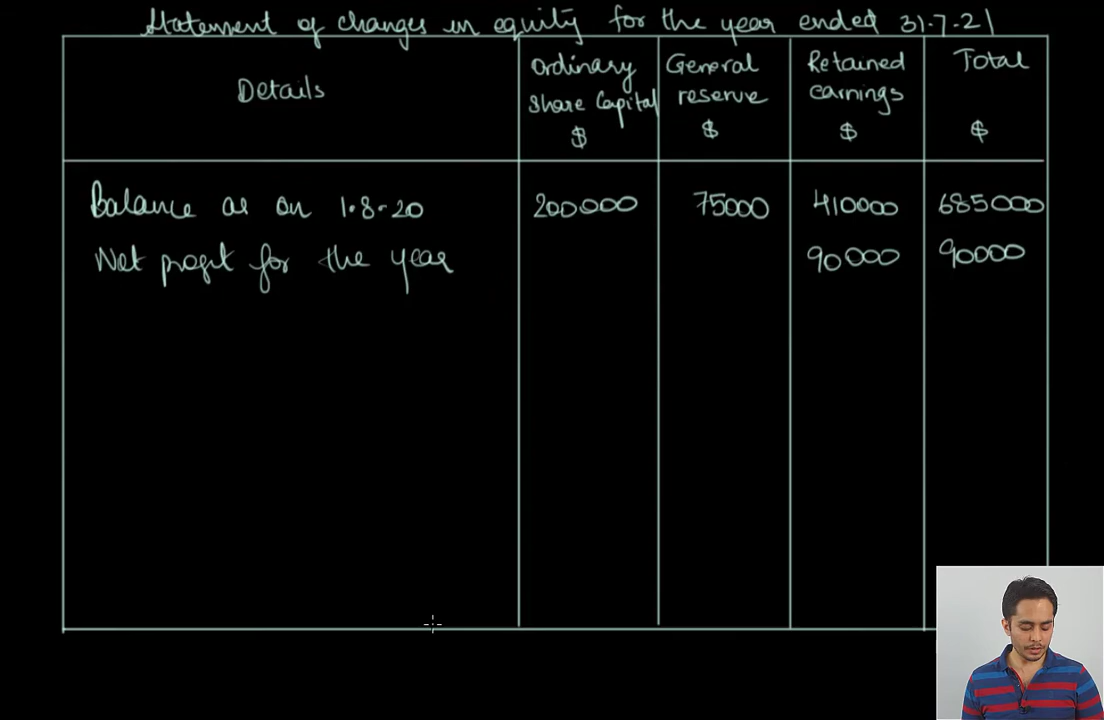 Statement of changes in equity for the year ended 31-7-21
Details
Ordinary
Share Capital
$
General
reserve
$
Retained
earnings
$
Total
$
Balance as on 1-8-20 200000 75000 410000 685000
Net profit for the year 90000 90000